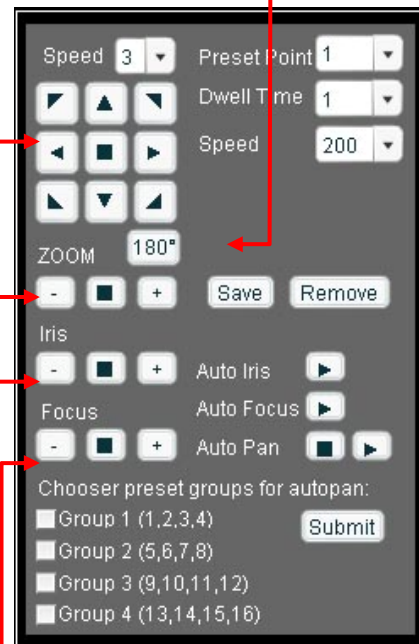 Speed 3 Preset Point 1
Dwell Time 1
Speed 200
ZOOM 180°
- + Save Remove
Iris
- + Auto Iris
Focus Auto Focus
- + Auto Pan
Chooser preset groups for autopan:
Group 1 (1,2,3,4) Submit
Group 2 (5,6,7,8)
Group 3 (9,10,11,12)
Group 4 (13,14,15,16)